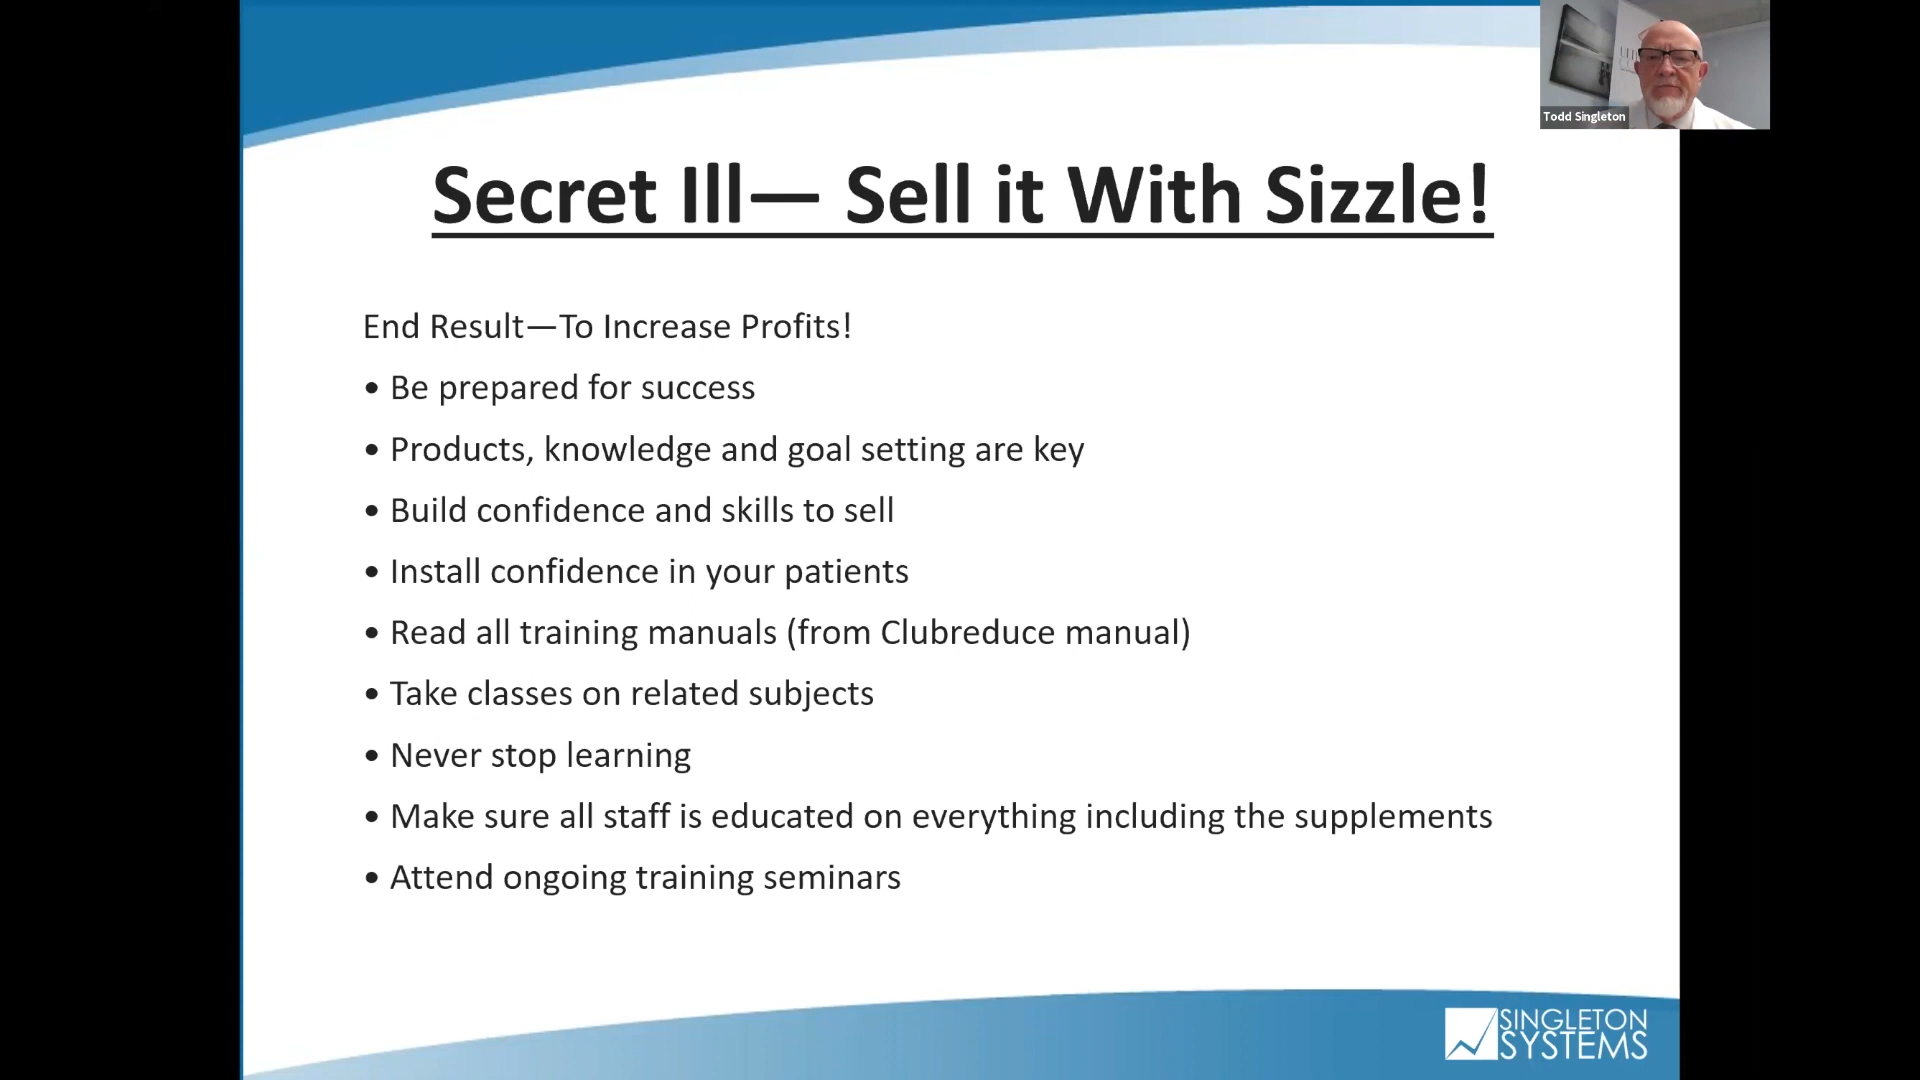 Todd Singleton
Secret Ill— Sell it With Sizzle!
End Result—To Increase Profits!
• Be prepared for success
• Products, knowledge and goal setting are key
• Build confidence and skills to sell
• Install confidence in your patients
• Read all training manuals (from Clubreduce manual)
• Take classes on related subjects
• Never stop learning
• Make sure all staff is educated on everything including the supplements
• Attend ongoing training seminars
SINGLETON
SYSTEMS